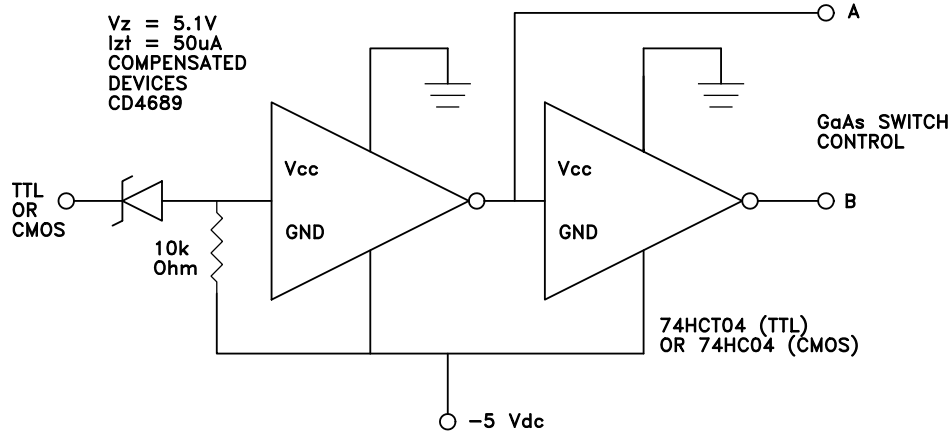 Vz = 5.1V
Izt = 50uA
COMPENSATED
DEVICES
CD4689
A
GaAs SWITCH
CONTROL
Vcc
GND
Vcc
GND
TTL
OR
CMOS
B
10k
Ohm
74HCT04 (TTL)
OR 74HC04 (CMOS)
-5 Vdc